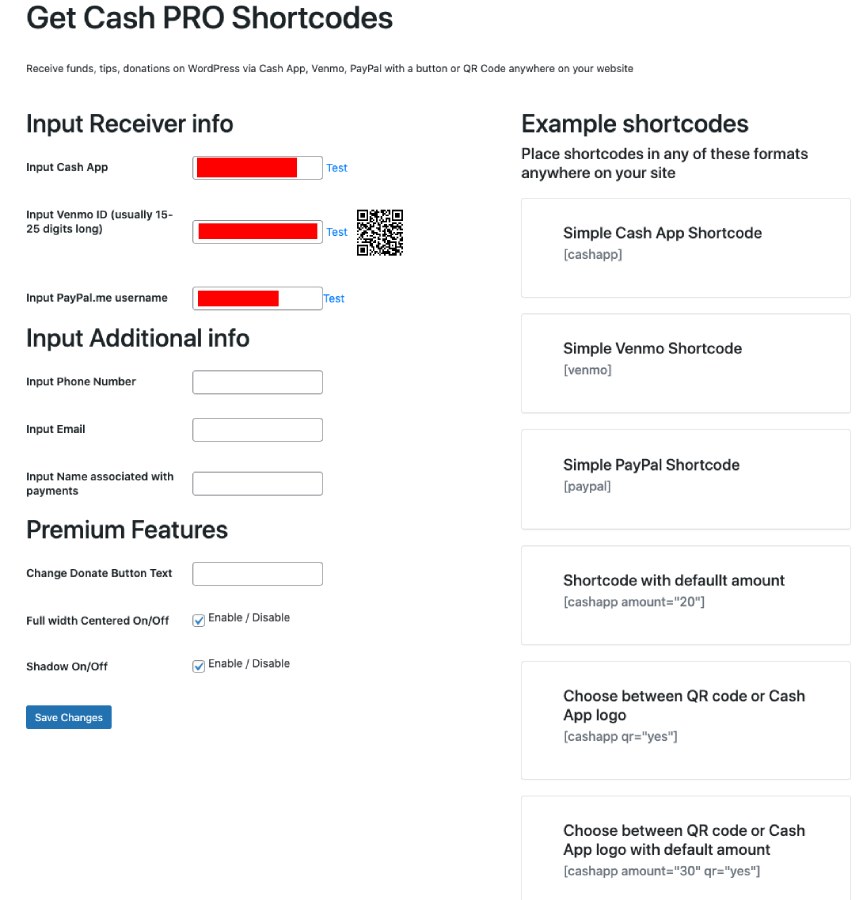 Get Cash PRO Shortcodes
Receive funds, tips, donations on WordPress via Cash App, Venmo, PayPal with a button or QR Code anywhere on your website
Input Receiver info
Input Cash App
Test
Input Venmo ID (usually 15-
25 digits long)
Test
Input PayPal.me username
Test
Input Additional info
Input Phone Number
Input Email
Input Name associated with
payments
Premium Features
Change Donate Button Text
Full width Centered On/Off
Enable / Disable
Shadow On/Off
Enable / Disable
Save Changes
Example shortcodes
Place shortcodes in any of these formats
anywhere on your site
Simple Cash App Shortcode
[cashapp]
Simple Venmo Shortcode
[venmo]
Simple PayPal Shortcode
[paypal]
Shortcode with defaullt amount
[cashapp amount="20"]
Choose between QR code or Cash
App logo
[cashapp qr="yes"]
Choose between QR code or Cash
App logo with default amount
[cashapp amount="30" qr="yes"]